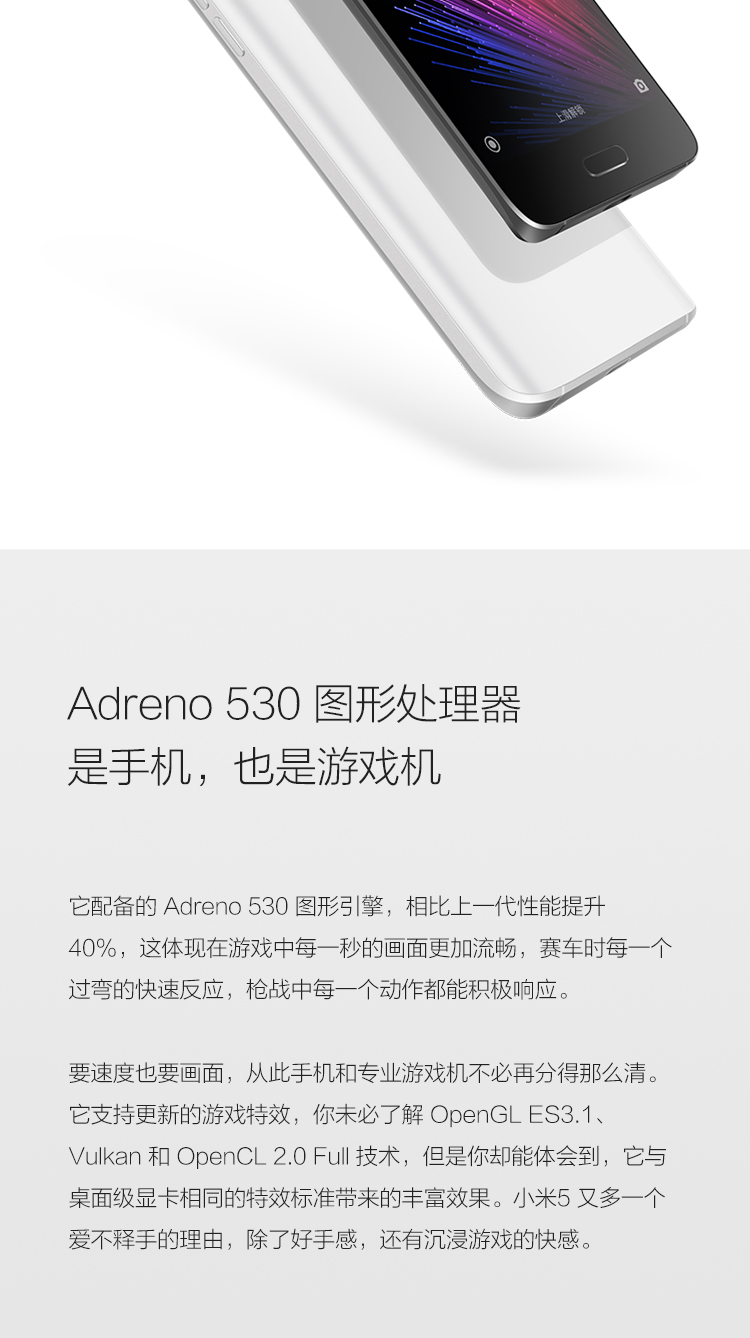 上滑解锁
Adreno 530 图形处理器
是手机，也是游戏机
它配备的 Adreno 530 图形引擎，相比上一代性能提升
40%，这体现在游戏中每一秒的画面更加流畅，赛车时每一个
过弯的快速反应，枪战中每一个动作都能积极响应。
要速度也要画面，从此手机和专业游戏机不必再分得那么清。
它支持更新的游戏特效，你未必了解 OpenGL ES3.1、
Vulkan 和 OpenCL 2.0 Full 技术，但是你却能体会到，它与
桌面级显卡相同的特效标准带来的丰富效果。小米5 又多一个
爱不释手的理由，除了好手感，还有沉浸游戏的快感。